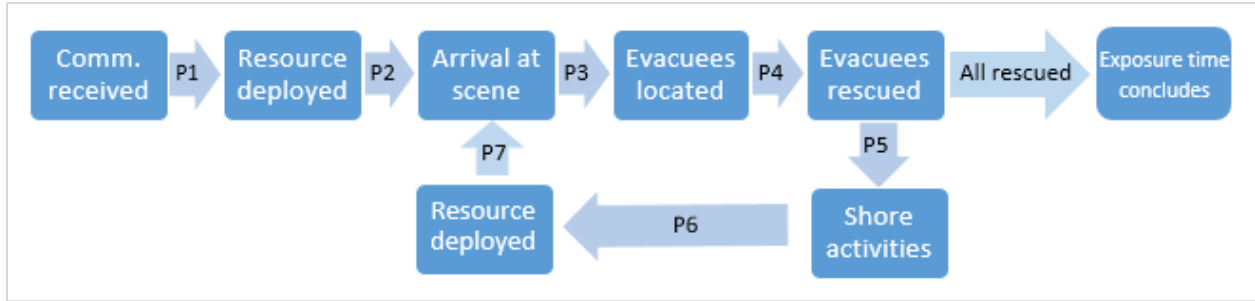 Comm.
received
P1
Resource
deployed
P2
Arrival at
scene
P3
Evacuees
located
P4
Evacuees
rescued
All rescued
Exposure time
concludes
P5
P7
Resource
deployed
P6
Shore
activities